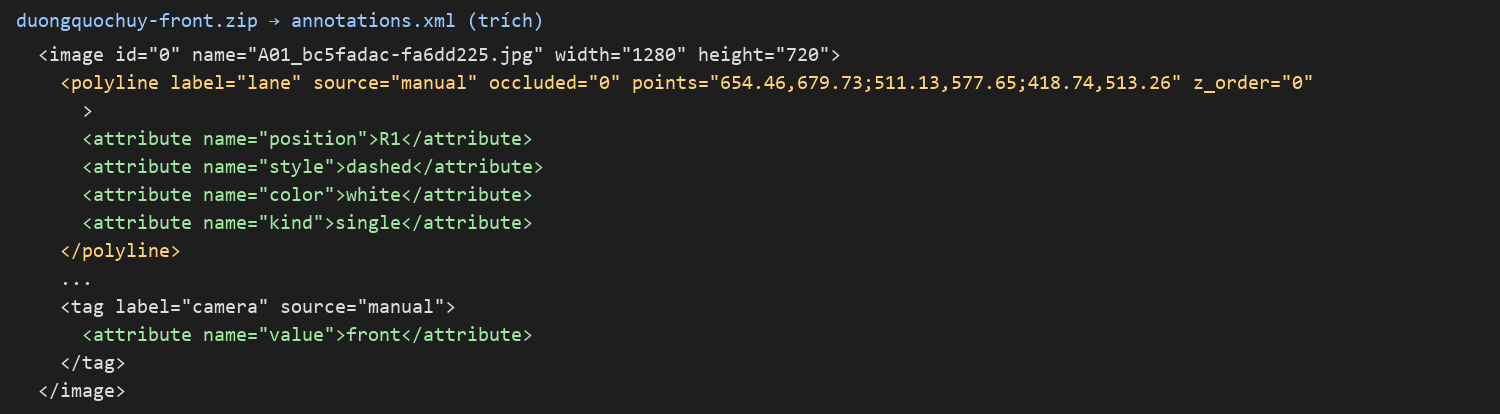 duongquochuy-front.zip → annotations.xml (trích)
<image id="0" name="A01_bc5fadac-fa6dd225.jpg" width="1280" height="720">
<polyline label="lane" source="manual" occluded="0" points="654.46,679.73;511.13,577.65;418.74,513.26" z_order="0"
>
<attribute name="position">R1</attribute>
<attribute name="style">dashed</attribute>
<attribute name="color">white</attribute>
<attribute name="kind">single</attribute>
</polyline>
...
<tag label="camera" source="manual">
<attribute name="value">front</attribute>
</tag>
</image>